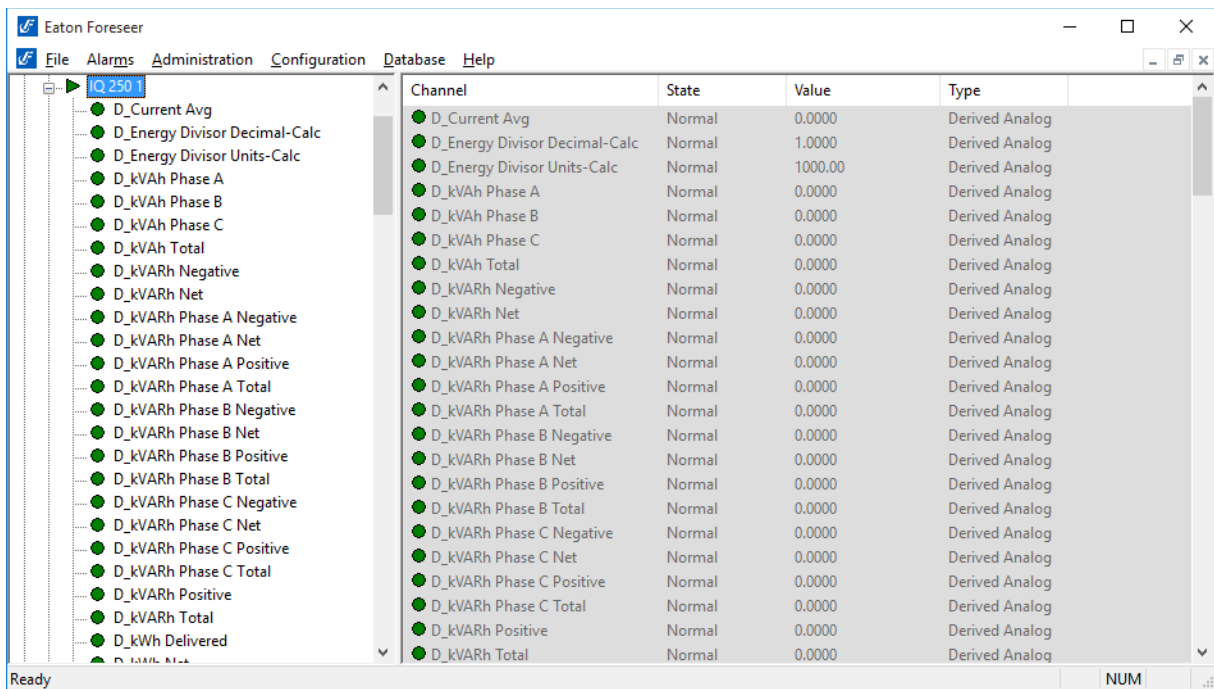 Eaton Foreseer
File Alarms Administration Configuration Database Help
IQ 250 1
D_Current Avg
D_Energy Divisor Decimal-Calc
D_Energy Divisor Units-Calc
D_kVAh Phase A
D_kVAh Phase B
D_kVAh Phase C
D_kVAh Total
D_kVARh Negative
D_kVARh Net
D_kVARh Phase A Negative
D_kVARh Phase A Net
D_kVARh Phase A Positive
D_kVARh Phase A Total
D_kVARh Phase B Negative
D_kVARh Phase B Net
D_kVARh Phase B Positive
D_kVARh Phase B Total
D_kVARh Phase C Negative
D_kVARh Phase C Net
D_kVARh Phase C Positive
D_kVARh Phase C Total
D_kVARh Positive
D_kVARh Total
D_kWh Delivered
D_kWh Net
Channel State Value Type
D_Current Avg Normal 0.0000 Derived Analog
D_Energy Divisor Decimal-Calc Normal 1.0000 Derived Analog
D_Energy Divisor Units-Calc Normal 1000.00 Derived Analog
D_kVAh Phase A Normal 0.0000 Derived Analog
D_kVAh Phase B Normal 0.0000 Derived Analog
D_kVAh Phase C Normal 0.0000 Derived Analog
D_kVAh Total Normal 0.0000 Derived Analog
D_kVARh Negative Normal 0.0000 Derived Analog
D_kVARh Net Normal 0.0000 Derived Analog
D_kVARh Phase A Negative Normal 0.0000 Derived Analog
D_kVARh Phase A Net Normal 0.0000 Derived Analog
D_kVARh Phase A Positive Normal 0.0000 Derived Analog
D_kVARh Phase A Total Normal 0.0000 Derived Analog
D_kVARh Phase B Negative Normal 0.0000 Derived Analog
D_kVARh Phase B Net Normal 0.0000 Derived Analog
D_kVARh Phase B Positive Normal 0.0000 Derived Analog
D_kVARh Phase B Total Normal 0.0000 Derived Analog
D_kVARh Phase C Negative Normal 0.0000 Derived Analog
D_kVARh Phase C Net Normal 0.0000 Derived Analog
D_kVARh Phase C Positive Normal 0.0000 Derived Analog
D_kVARh Phase C Total Normal 0.0000 Derived Analog
D_kVARh Positive Normal 0.0000 Derived Analog
D_kVARh Total Normal 0.0000 Derived Analog
Ready NUM